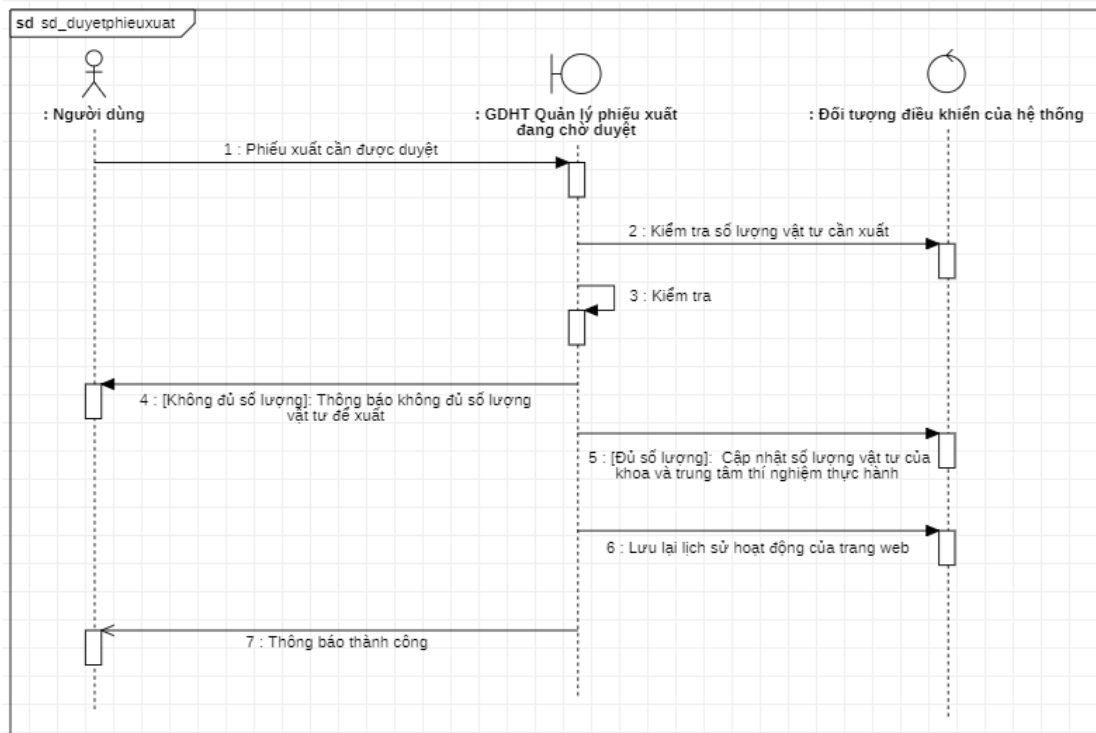 sd sd_duyetphieuxuat
: Người dùng
: GDHT Quản lý phiếu xuất
đang chờ duyệt
: Đối tượng điều khiển của hệ thống
1 : Phiếu xuất cần được duyệt
2 : Kiểm tra số lượng vật tư cần xuất
3 : Kiểm tra
4 : [Không đủ số lượng]: Thông báo không đủ số lượng
vật tư để xuất
5 : [Đủ số lượng]: Cập nhật số lượng vật tư của
khoa và trung tâm thí nghiệm thực hành
6 : Lưu lại lịch sử hoạt động của trang web
7 : Thông báo thành công